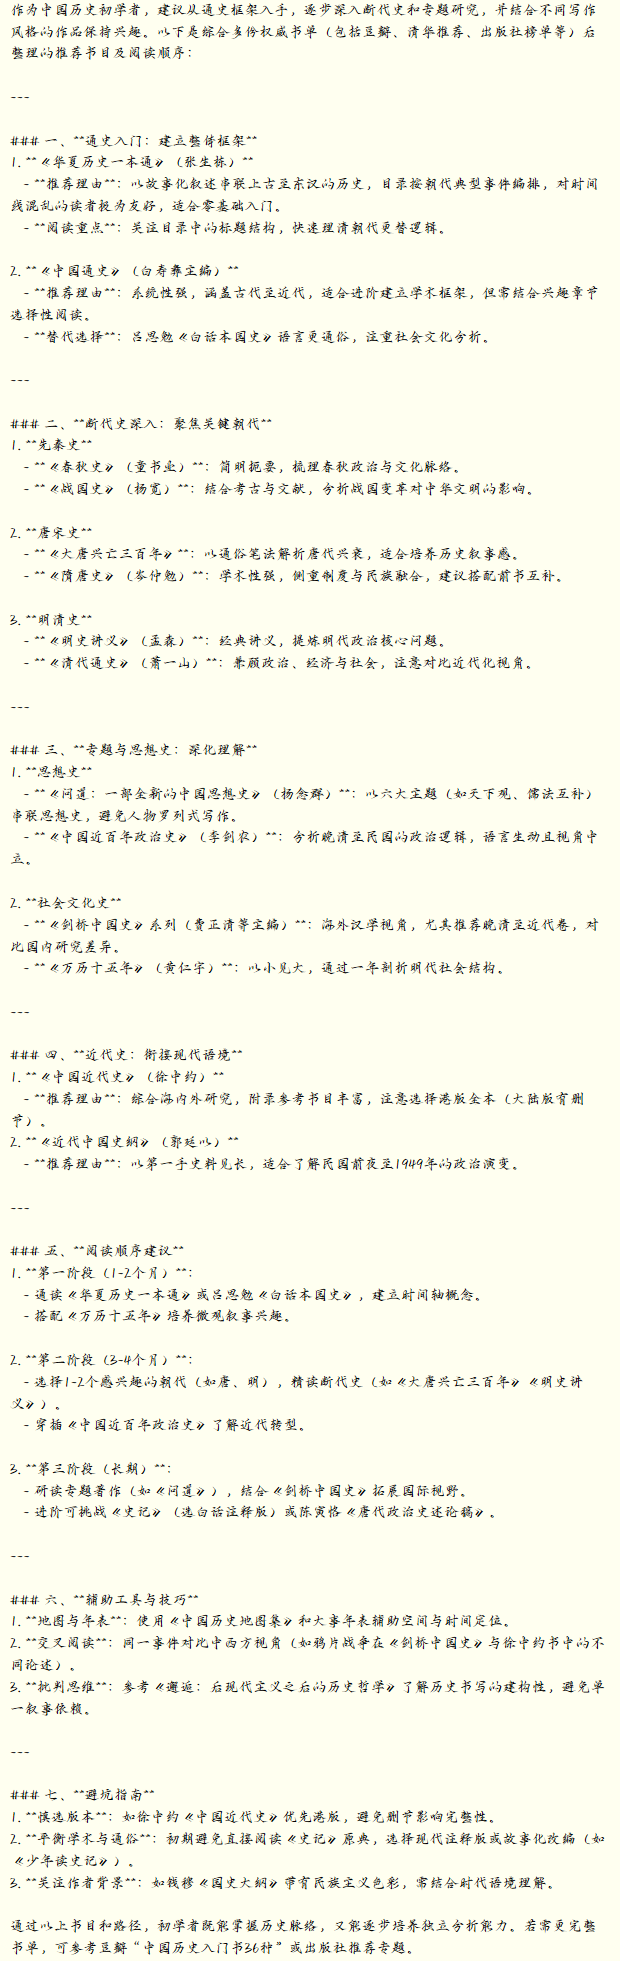 作为中国历史初学者，建议从通史框架入手，逐步深入断代史和专题研究，并结合不同写作
风格的作品保持兴趣。以下是综合多份权威书单（包括豆瓣、清华推荐、出版社榜单等）后
整理的推荐书目及阅读顺序：
---
### 一、**通史入门：建立整体框架**
1. **《华夏历史一本通》（张生栋）**
- **推荐理由**：以故事化叙述串联上古至东汉的历史，目录按朝代典型事件编排，对时间
线混乱的读者极为友好，适合零基础入门。
- **阅读重点**：关注目录中的标题结构，快速理清朝代更替逻辑。
2. **《中国通史》（白寿彝主编）**
- **推荐理由**：系统性强，涵盖古代至近代，适合进阶建立学术框架，但需结合兴趣章节
选择性阅读。
- **替代选择**：吕思勉《白话本国史》语言更通俗，注重社会文化分析。
---
### 二、**断代史深入：聚焦关键朝代**
1. **先秦史**
- **《春秋史》（童书业）**：简明扼要，梳理春秋政治与文化脉络。
- **《战国史》（杨宽）**：结合考古与文献，分析战国变革对中华文明的影响。
2. **唐宋史**
- **《大唐兴亡三百年》**：以通俗笔法解析唐代兴衰，适合培养历史叙事感。
- **《隋唐史》（岑仲勉）**：学术性强，侧重制度与民族融合，建议搭配前书互补。
3. **明清史**
- **《明史讲义》（孟森）**：经典讲义，提炼明代政治核心问题。
- **《清代通史》（萧一山）**：兼顾政治、经济与社会，注意对比近代化视角。
---
### 三、**专题与思想史：深化理解**
1. **思想史**
- **《问道：一部全新的中国思想史》（杨念群）**：以六大主题（如天下观、儒法互补）
串联思想史，避免人物罗列式写作。
- **《中国近百年政治史》（李剑农）**：分析晚清至民国的政治逻辑，语言生动且视角中
立。
2. **社会文化史**
- **《剑桥中国史》系列（费正清等主编）**：海外汉学视角，尤其推荐晚清至近代卷，对
比国内研究差异。
- **《万历十五年》（黄仁宇）**：以小见大，通过一年剖析明代社会结构。
---
### 四、**近代史：衔接现代语境**
1. **《中国近代史》（徐中约）**
- **推荐理由**：综合海内外研究，附录参考书目丰富，注意选择港版全本（大陆版有删
节）。
2. **《近代中国史纲》（郭廷以）**
- **推荐理由**：以第一手史料见长，适合了解民国前夜至1949年的政治演变。
---
### 五、**阅读顺序建议**
1. **第一阶段（1-2个月）**：
- 通读《华夏历史一本通》或吕思勉《白话本国史》，建立时间轴概念。
- 搭配《万历十五年》培养微观叙事兴趣。
2. **第二阶段（3-4个月）**：
- 选择1-2个感兴趣的朝代（如唐、明），精读断代史（如《大唐兴亡三百年》《明史讲
义》）。
- 穿插《中国近百年政治史》了解近代转型。
3. **第三阶段（长期）**：
- 研读专题著作（如《问道》），结合《剑桥中国史》拓展国际视野。
- 进阶可挑战《史记》（选白话注释版）或陈寅恪《唐代政治史述论稿》。
---
### 六、**辅助工具与技巧**
1. **地图与年表**：使用《中国历史地图集》和大事年表辅助空间与时间定位。
2. **交叉阅读**：同一事件对比中西方视角（如鸦片战争在《剑桥中国史》与徐中约书中的不
同论述）。
3. **批判思维**：参考《邂逅：后现代主义之后的历史哲学》了解历史书写的建构性，避免单
一叙事依赖。
---
### 七、**避坑指南**
1. **慎选版本**：如徐中约《中国近代史》优先港版，避免删节影响完整性。
2. **平衡学术与通俗**：初期避免直接阅读《史记》原典，选择现代注释版或故事化改编（如
《少年读史记》）。
3. **关注作者背景**：如钱穆《国史大纲》带有民族主义色彩，需结合时代语境理解。
通过以上书目和路径，初学者既能掌握历史脉络，又能逐步培养独立分析能力。若需更完整
书单，可参考豆瓣“中国历史入门书36种”或出版社推荐专题。